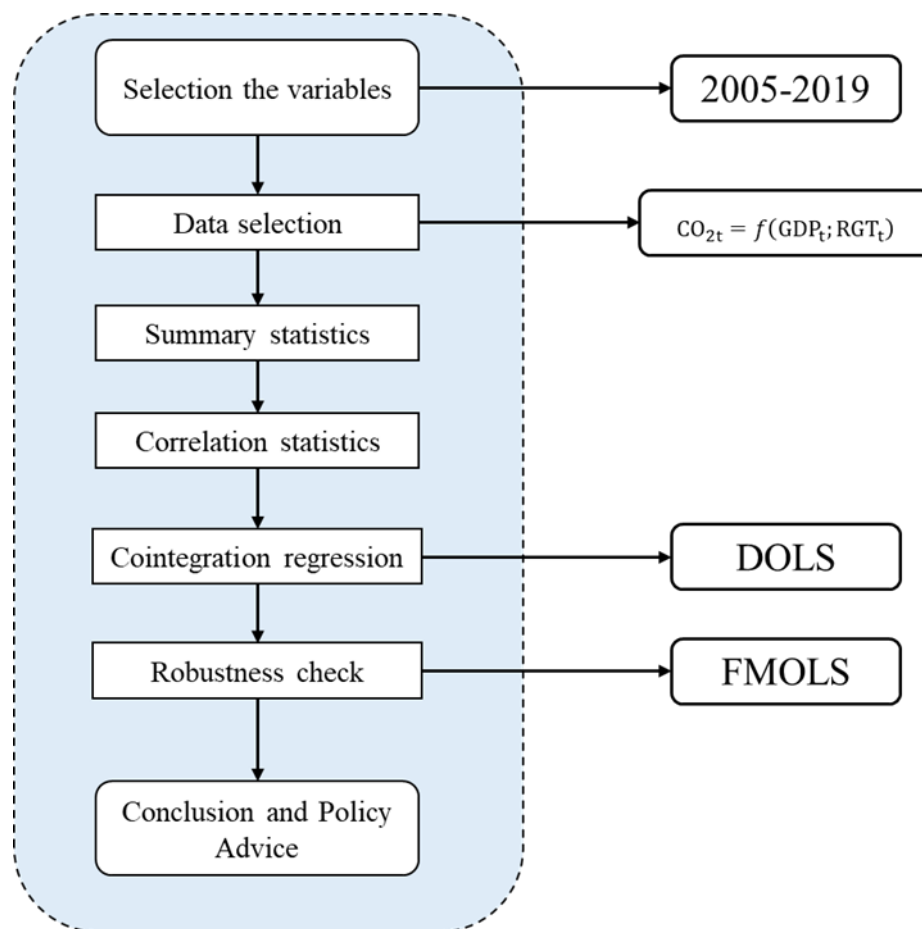 Selection the variables
2005-2019
Data selection
CO₂ₜ = f(GDPₜ; RGTₜ)
Summary statistics
Correlation statistics
Cointegration regression
DOLS
Robustness check
FMOLS
Conclusion and Policy
Advice